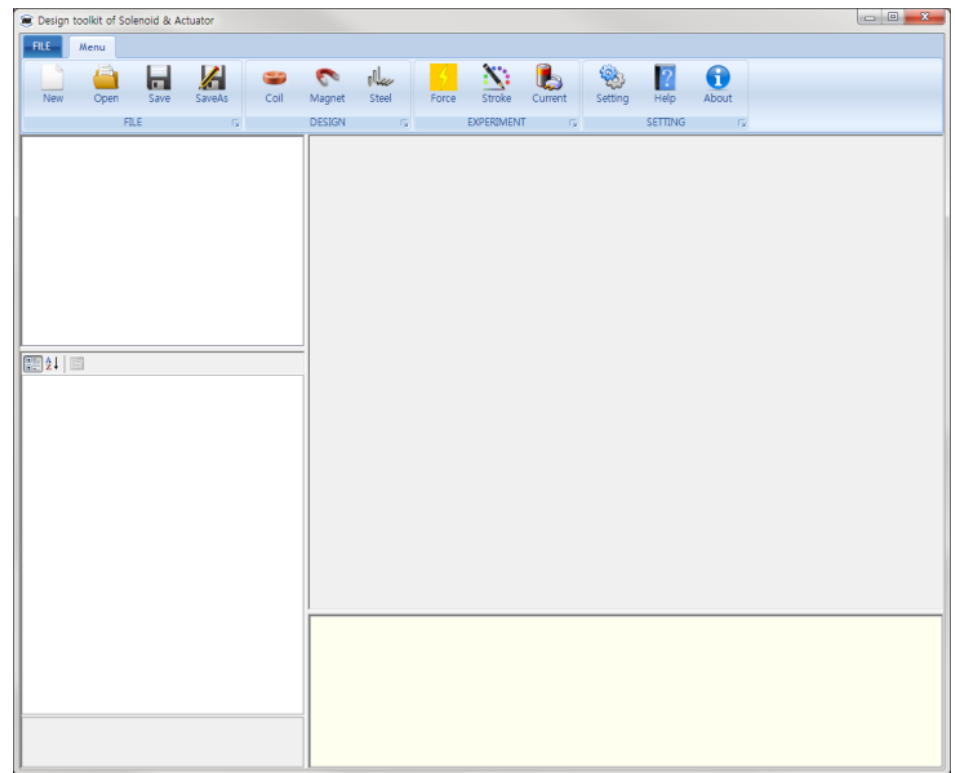 Design toolkit of Solenoid & Actuator
FILE Menu
New Open Save SaveAs Coil Magnet Steel Force Stroke Current Setting Help About
FILE DESIGN EXPERIMENT SETTING